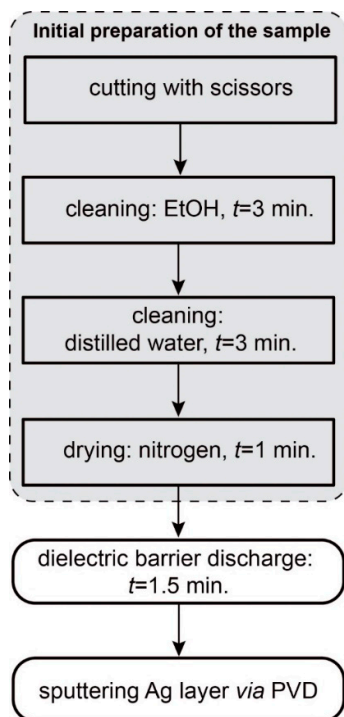 Initial preparation of the sample
cutting with scissors
cleaning: EtOH, t=3 min.
cleaning:
distilled water, t=3 min.
drying: nitrogen, t=1 min.
dielectric barrier discharge:
t=1.5 min.
sputtering Ag layer via PVD